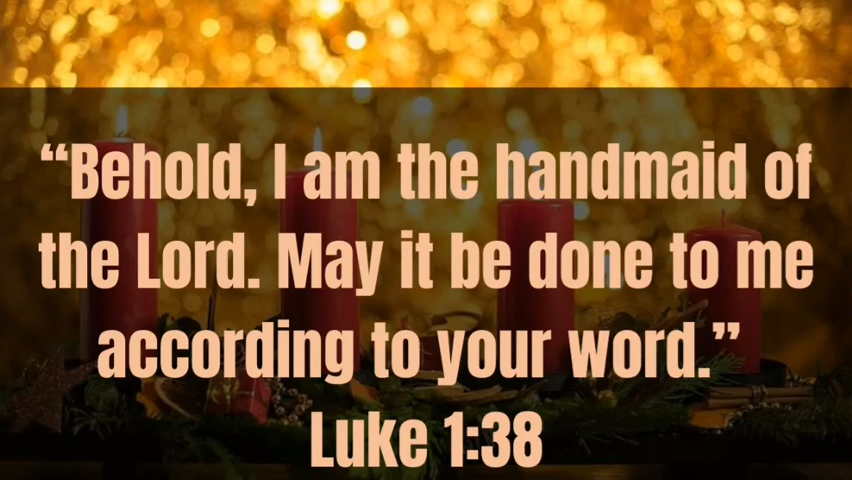 “Behold, I am the handmaid of
the Lord. May it be done to me
according to your word.”
Luke 1:38